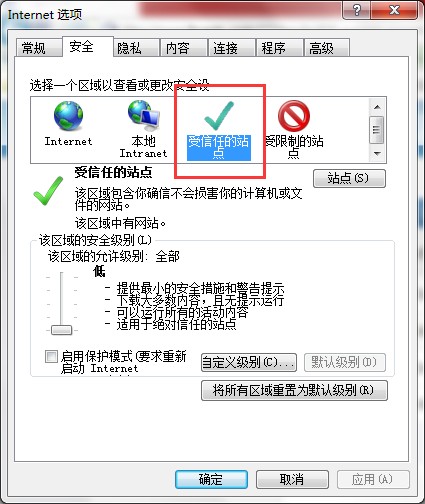 Internet 选项
常规 安全 隐私 内容 连接 程序 高级
选择一个区域以查看或更改安全设
Internet 本地 受信任的站 受限制的站
Intranet 点 点
受信任的站点
站点(S)
该区域包含你确信不会损害你的计算机或文
件的网站。
该区域中有网站。
该区域的安全级别(L)
该区域的允许级别: 全部
低
- 提供最小的安全措施和警告提示
- 下载大多数内容，且无提示运行
- 可以运行所有的活动内容
- 适用于绝对信任的站点
启用保护模式(要求重新
启动 Internet
自定义级别(C)... 默认级别(D)
将所有区域重置为默认级别(R)
确定 取消 应用(A)